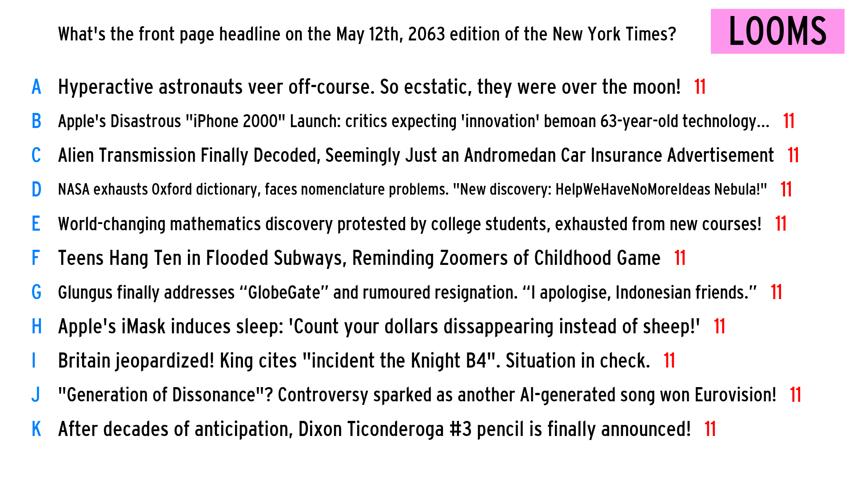 What's the front page headline on the May 12th, 2063 edition of the New York Times?
LOOMS
A Hyperactive astronauts veer off-course. So ecstatic, they were over the moon! 11
B Apple's Disastrous "iPhone 2000" Launch: critics expecting 'innovation' bemoan 63-year-old technology... 11
C Alien Transmission Finally Decoded, Seemingly Just an Andromedan Car Insurance Advertisement 11
D NASA exhausts Oxford dictionary, faces nomenclature problems. "New discovery: HelpWeHaveNoMoreIdeas Nebula!" 11
E World-changing mathematics discovery protested by college students, exhausted from new courses! 11
F Teens Hang Ten in Flooded Subways, Reminding Zoomers of Childhood Game 11
G Glungus finally addresses “GlobeGate” and rumoured resignation. “I apologise, Indonesian friends.” 11
H Apple's iMask induces sleep: 'Count your dollars dissappearing instead of sheep!' 11
I Britain jeopardized! King cites "incident the Knight B4". Situation in check. 11
J "Generation of Dissonance"? Controversy sparked as another AI-generated song won Eurovision! 11
K After decades of anticipation, Dixon Ticonderoga #3 pencil is finally announced! 11